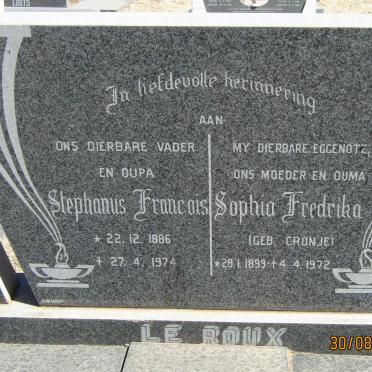 In liefdevolle herinnering
AAN
ONS DIERBARE VADER
EN OUPA
Stephanus Francois
* 22. 12. 1886
+ 27. 4. 1974
MY DIERBARE EGGENOTE,
ONS MOEDER EN OUMA
Sophia Fredrika
(GEB. CRONJE)
*28.1.1899 + 4.4.1972
LE ROUX
30/08